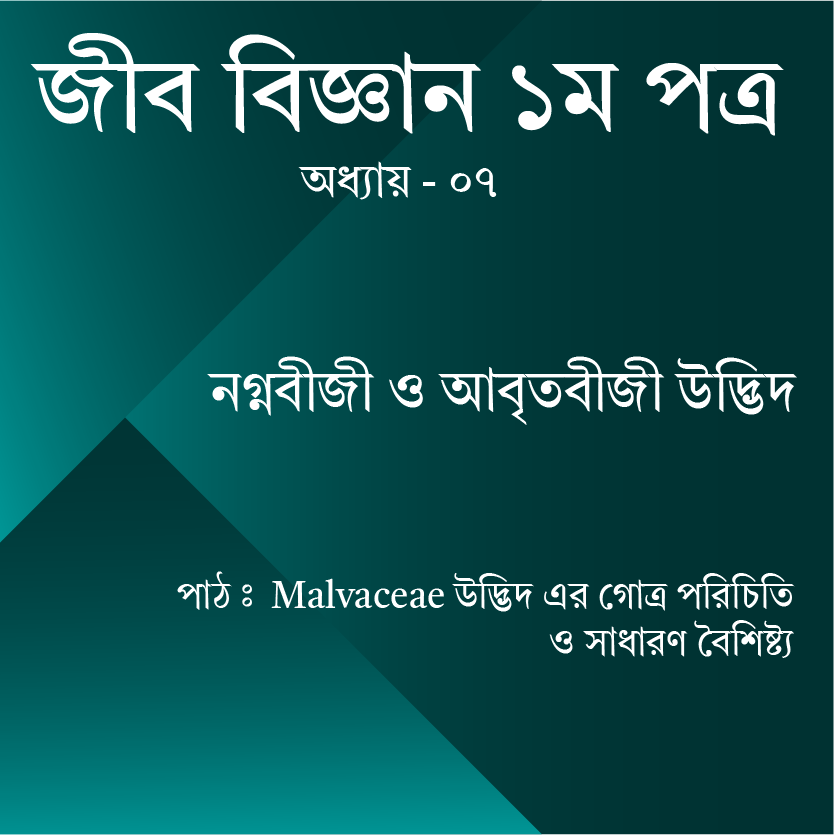 জীব বিজ্ঞান ১ম পত্র
অধ্যায় - ০৭
নগ্নবীজী ও আবৃতবীজী উদ্ভিদ
পাঠ ঃ Malvaceae উদ্ভিদ এর গোত্র পরিচিতি
ও সাধারণ বৈশিষ্ট্য